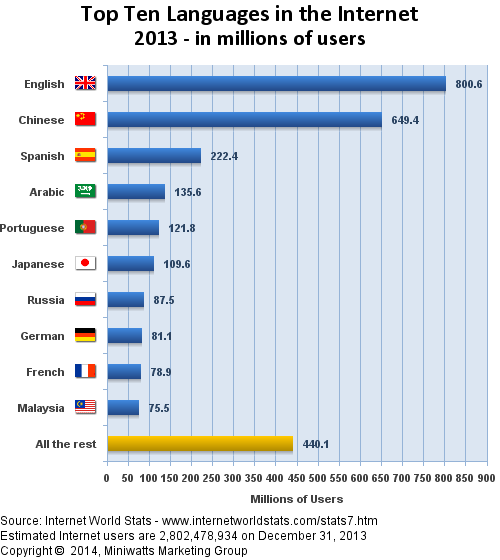 Top Ten Languages in the Internet
2013 - in millions of users
English 800.6
Chinese 649.4
Spanish 222.4
Arabic 135.6
Portuguese 121.8
Japanese 109.6
Russia 87.5
German 81.1
French 78.9
Malaysia 75.5
All the rest 440.1
0 50 100 150 200 250 300 350 400 450 500 550 600 650 700 750 800 850 900
Millions of Users
Source: Internet World Stats - www.internetworldstats.com/stats7.htm
Estimated Internet users are 2,802,478,934 on December 31, 2013
Copyright © 2014, Miniwatts Marketing Group